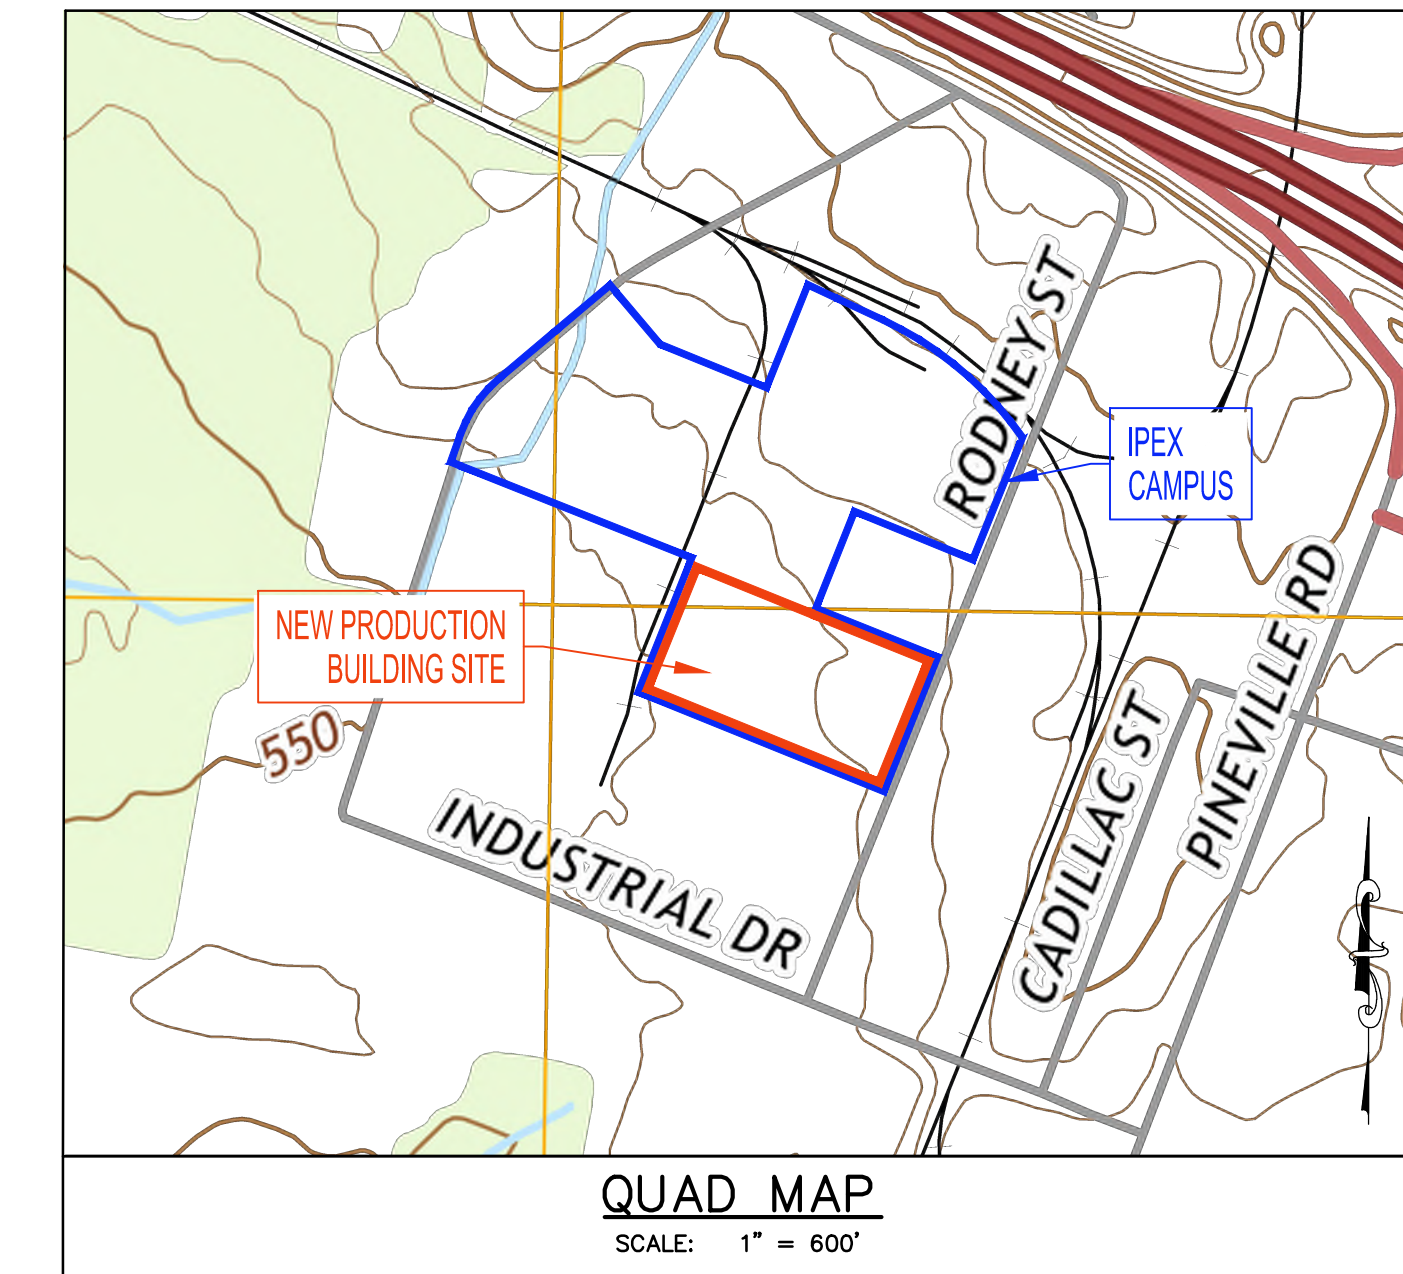 RODNEY ST
IPEX
CAMPUS
NEW PRODUCTION
BUILDING SITE
PINEVILLE RD
550
CADILLAC ST
INDUSTRIAL DR
QUAD MAP
SCALE: 1" = 600'